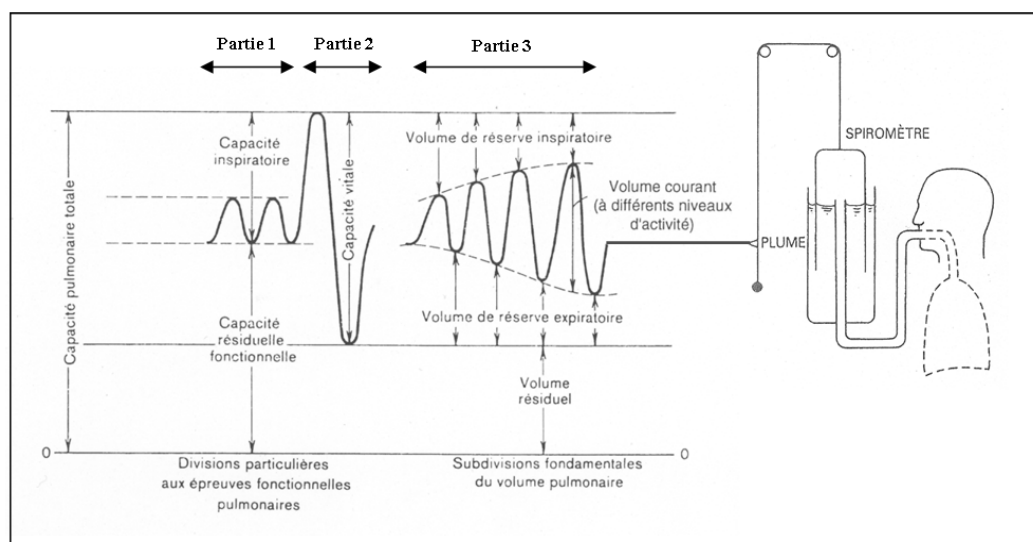 Partie 1
Partie 2
Partie 3
Capacité pulmonaire totale
Capacité
inspiratoire
Capacité vitale
Volume de réserve inspiratoire
Volume courant
(à différents niveaux
d'activité)
SPIROMÈTRE
PLUME
Capacité
résiduelle
fonctionnelle
Volume de réserve expiratoire
Volume
résiduel
0
0
Divisions particulières
aux épreuves fonctionnelles
pulmonaires
Subdivisions fondamentales
du volume pulmonaire